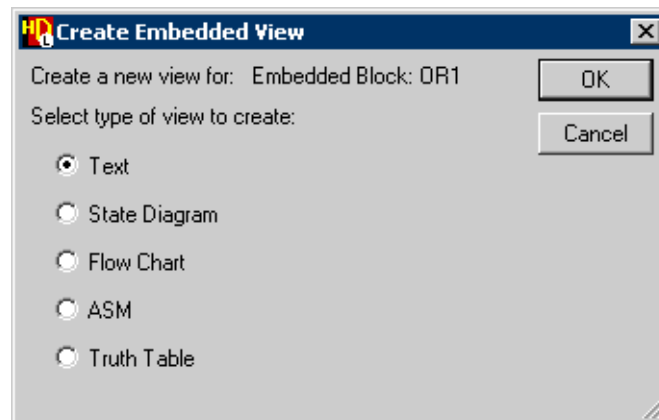 HDL Create Embedded View
Create a new view for: Embedded Block: OR1
OK
Select type of view to create:
Cancel
Text
State Diagram
Flow Chart
ASM
Truth Table